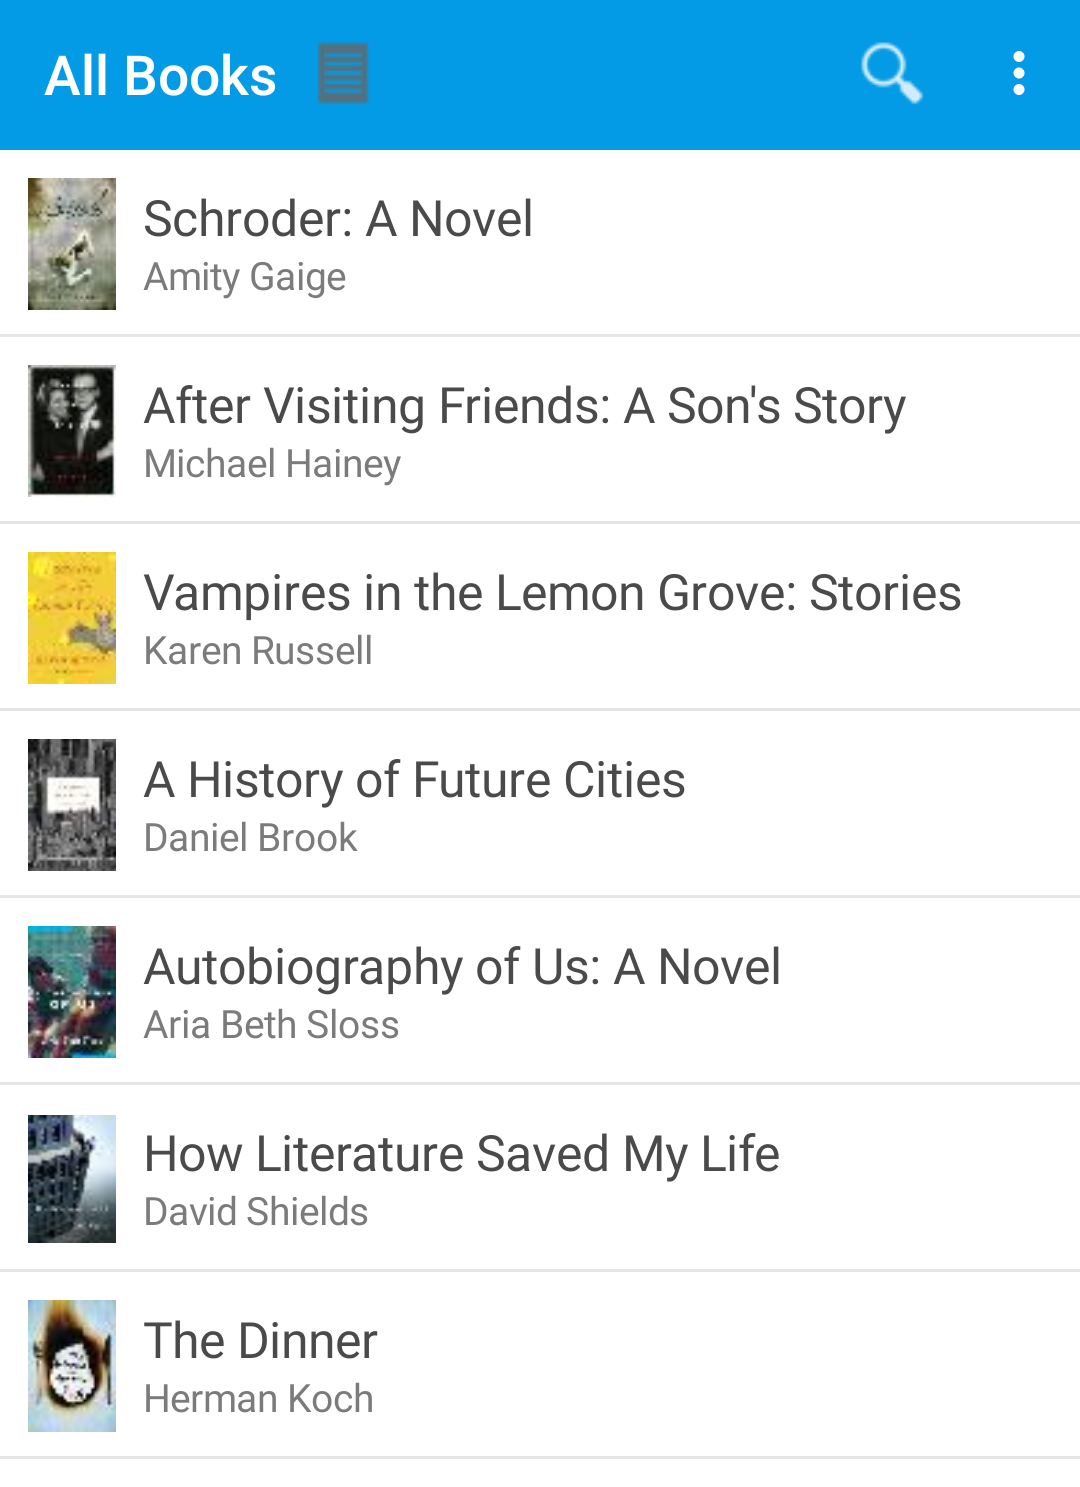 All Books
Schroder: A Novel
Amity Gaige
After Visiting Friends: A Son's Story
Michael Hainey
Vampires in the Lemon Grove: Stories
Karen Russell
A History of Future Cities
Daniel Brook
Autobiography of Us: A Novel
Aria Beth Sloss
How Literature Saved My Life
David Shields
The Dinner
Herman Koch